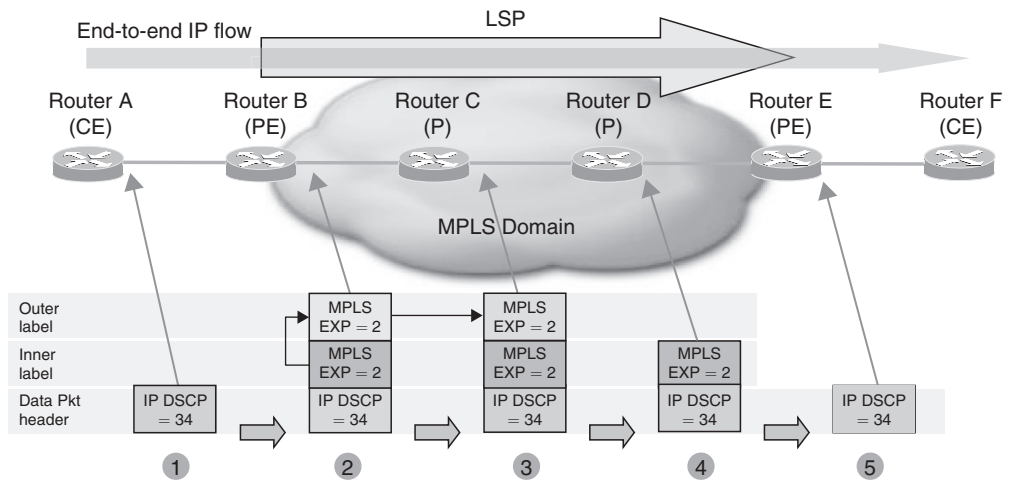 LSP
End-to-end IP flow
Router A
(CE)
Router B
(PE)
Router C
(P)
Router D
(P)
Router E
(PE)
Router F
(CE)
MPLS Domain
Outer
label
MPLS
EXP = 2
MPLS
EXP = 2
Inner
label
MPLS
EXP = 2
MPLS
EXP = 2
MPLS
EXP = 2
Data Pkt
header
IP DSCP
= 34
IP DSCP
= 34
IP DSCP
= 34
IP DSCP
= 34
IP DSCP
= 34
1
2
3
4
5